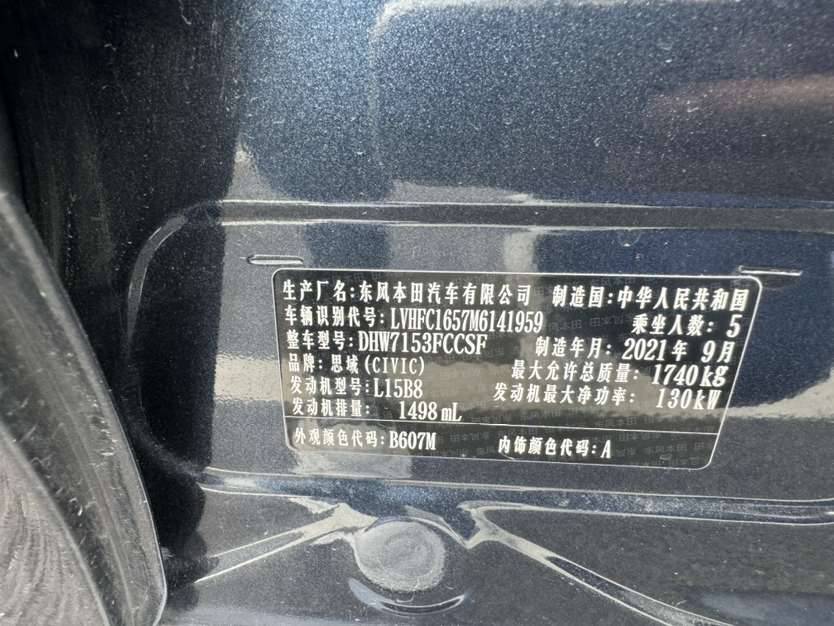 生产厂名:东风本田汽车有限公司 制造国:中华人民共和国
车辆识别代号:LVHFC1657M6141959 乘坐人数: 5
整车型号:DHW7153FCCSF 制造年月: 2021年 9月
品牌: 思域(CIVIC) 最大允许总质量: 1740kg
发动机型号:L15B8 发动机最大净功率: 130kW
发动机排量: 1498mL
外观颜色代码:B607M 内饰颜色代码:A